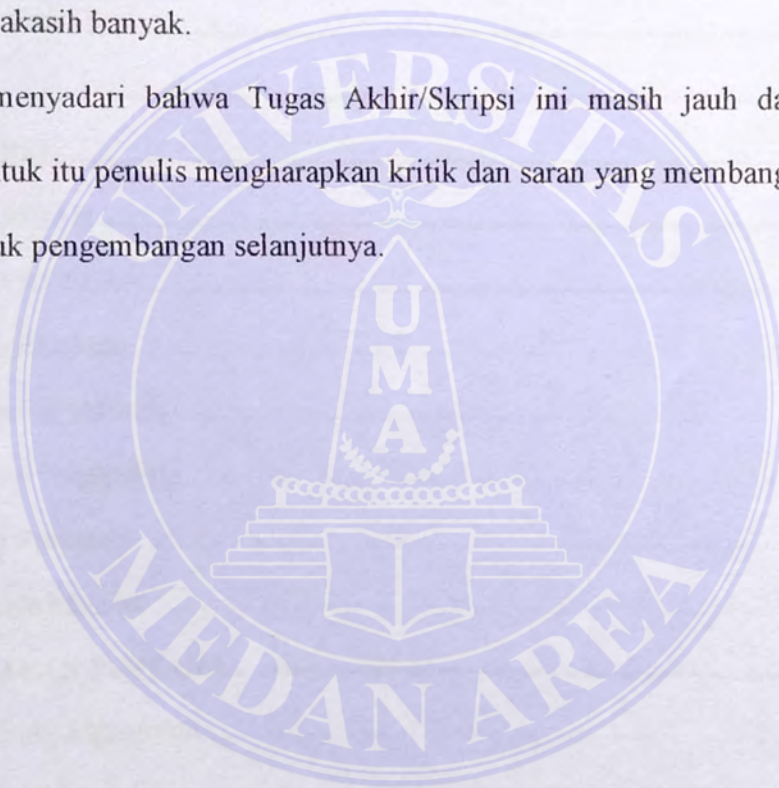 akasih banyak.
menyadari bahwa Tugas Akhir/Skripsi ini masih jauh da
tuk itu penulis mengharapkan kritik dan saran yang membang
uk pengembangan selanjutnya.
UNIVERSITAS
UMA
MEDAN AREA